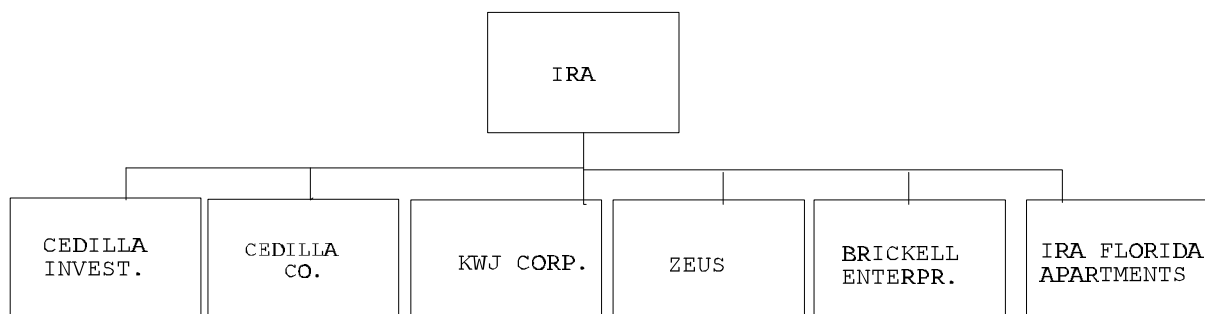 IRA
CEDILLA
INVEST.
CEDILLA
CO.
KWJ CORP.
ZEUS
BRICKELL
ENTERPR.
IRA FLORIDA
APARTMENTS